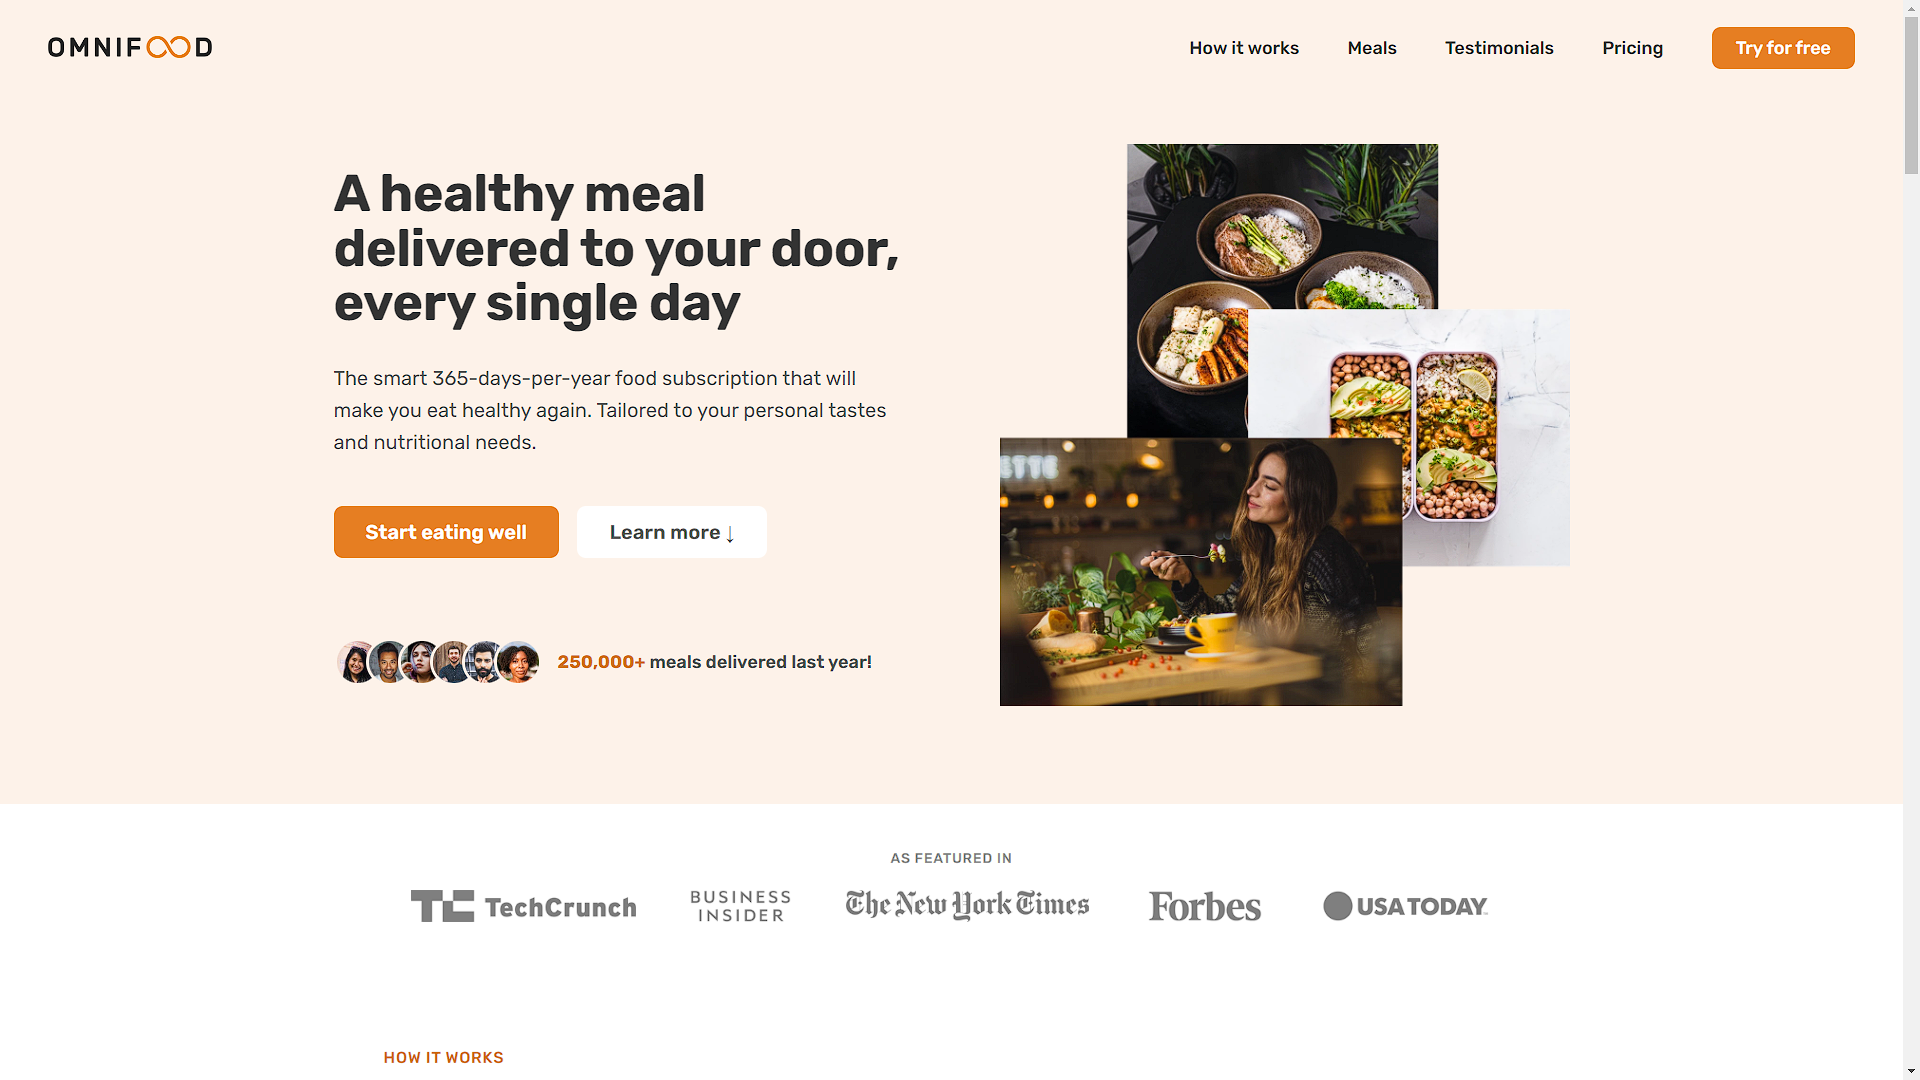 OMNIFOOD
How it works
Meals
Testimonials
Pricing
Try for free
A healthy meal
delivered to your door,
every single day
The smart 365-days-per-year food subscription that will
make you eat healthy again. Tailored to your personal tastes
and nutritional needs.
Start eating well
Learn more ↓
ETTE
250,000+ meals delivered last year!
AS FEATURED IN
TC TechCrunch
BUSINESS
INSIDER
The New York Times
Forbes
USA TODAY
HOW IT WORKS